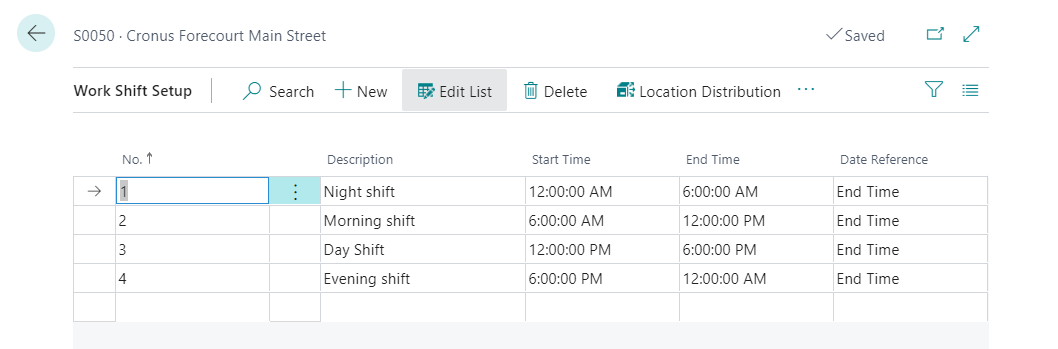 S0050 · Cronus Forecourt Main Street Saved
Work Shift Setup Search New Edit List Delete Location Distribution ···
No. ↑ Description Start Time End Time Date Reference
1 Night shift 12:00:00 AM 6:00:00 AM End Time
2 Morning shift 6:00:00 AM 12:00:00 PM End Time
3 Day Shift 12:00:00 PM 6:00:00 PM End Time
4 Evening shift 6:00:00 PM 12:00:00 AM End Time